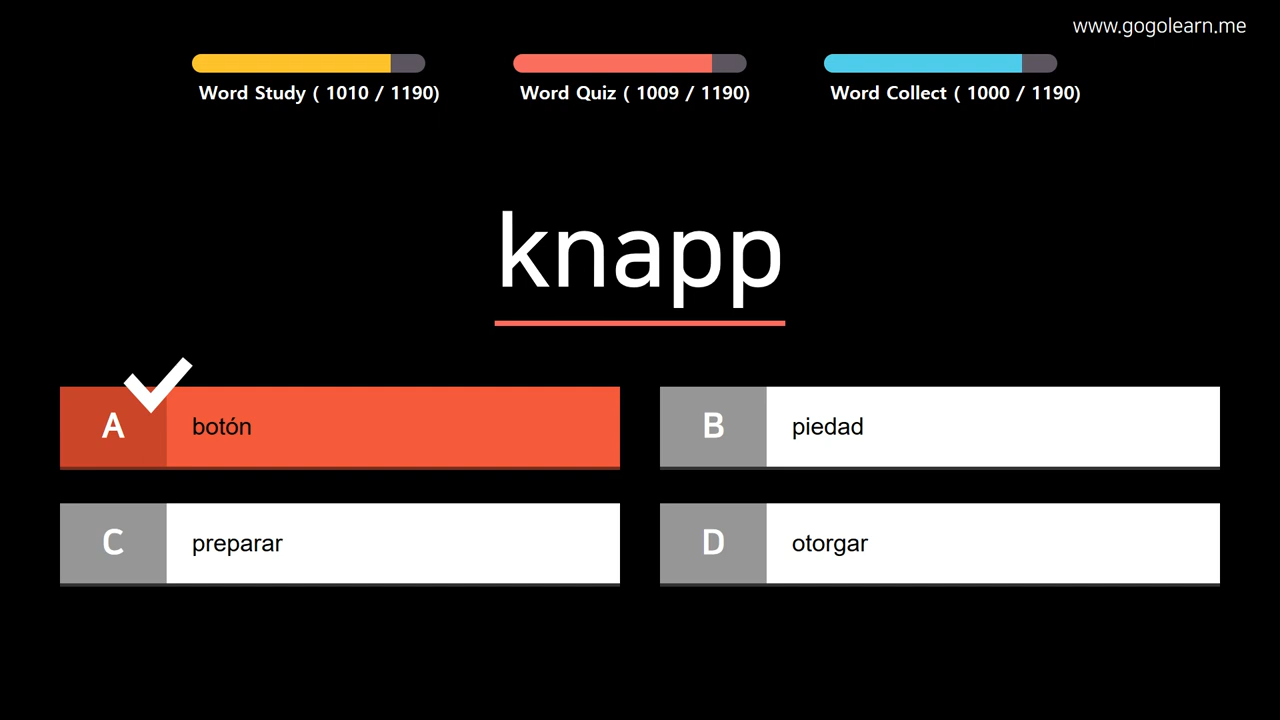 www.gogolearn.me
Word Study ( 1010 / 1190)
Word Quiz ( 1009 / 1190)
Word Collect ( 1000 / 1190)
knapp
A botón
B piedad
C preparar
D otorgar